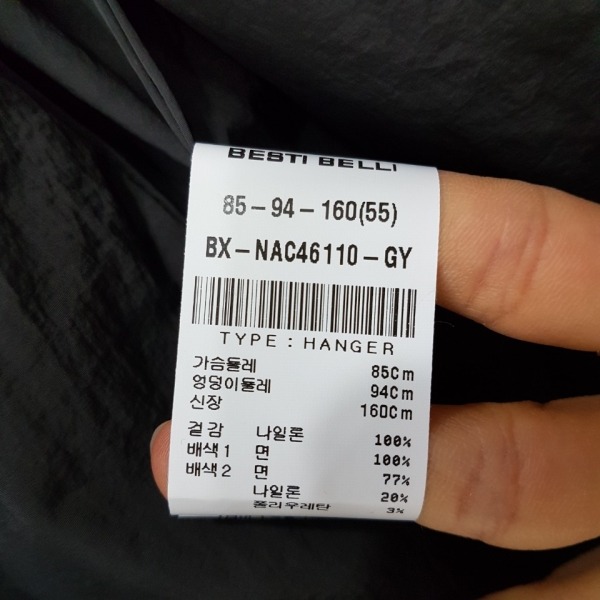 BESTI BELLI
85-94-160(55)
BX-NAC46110-GY
TYPE : HANGER
가슴둘레 85Cm
엉덩이둘레 94Cm
신장 160Cm
겉감 나일론 100%
배색1 면 100%
배색2 면 77%
나일론 20%
폴리우레탄 3%